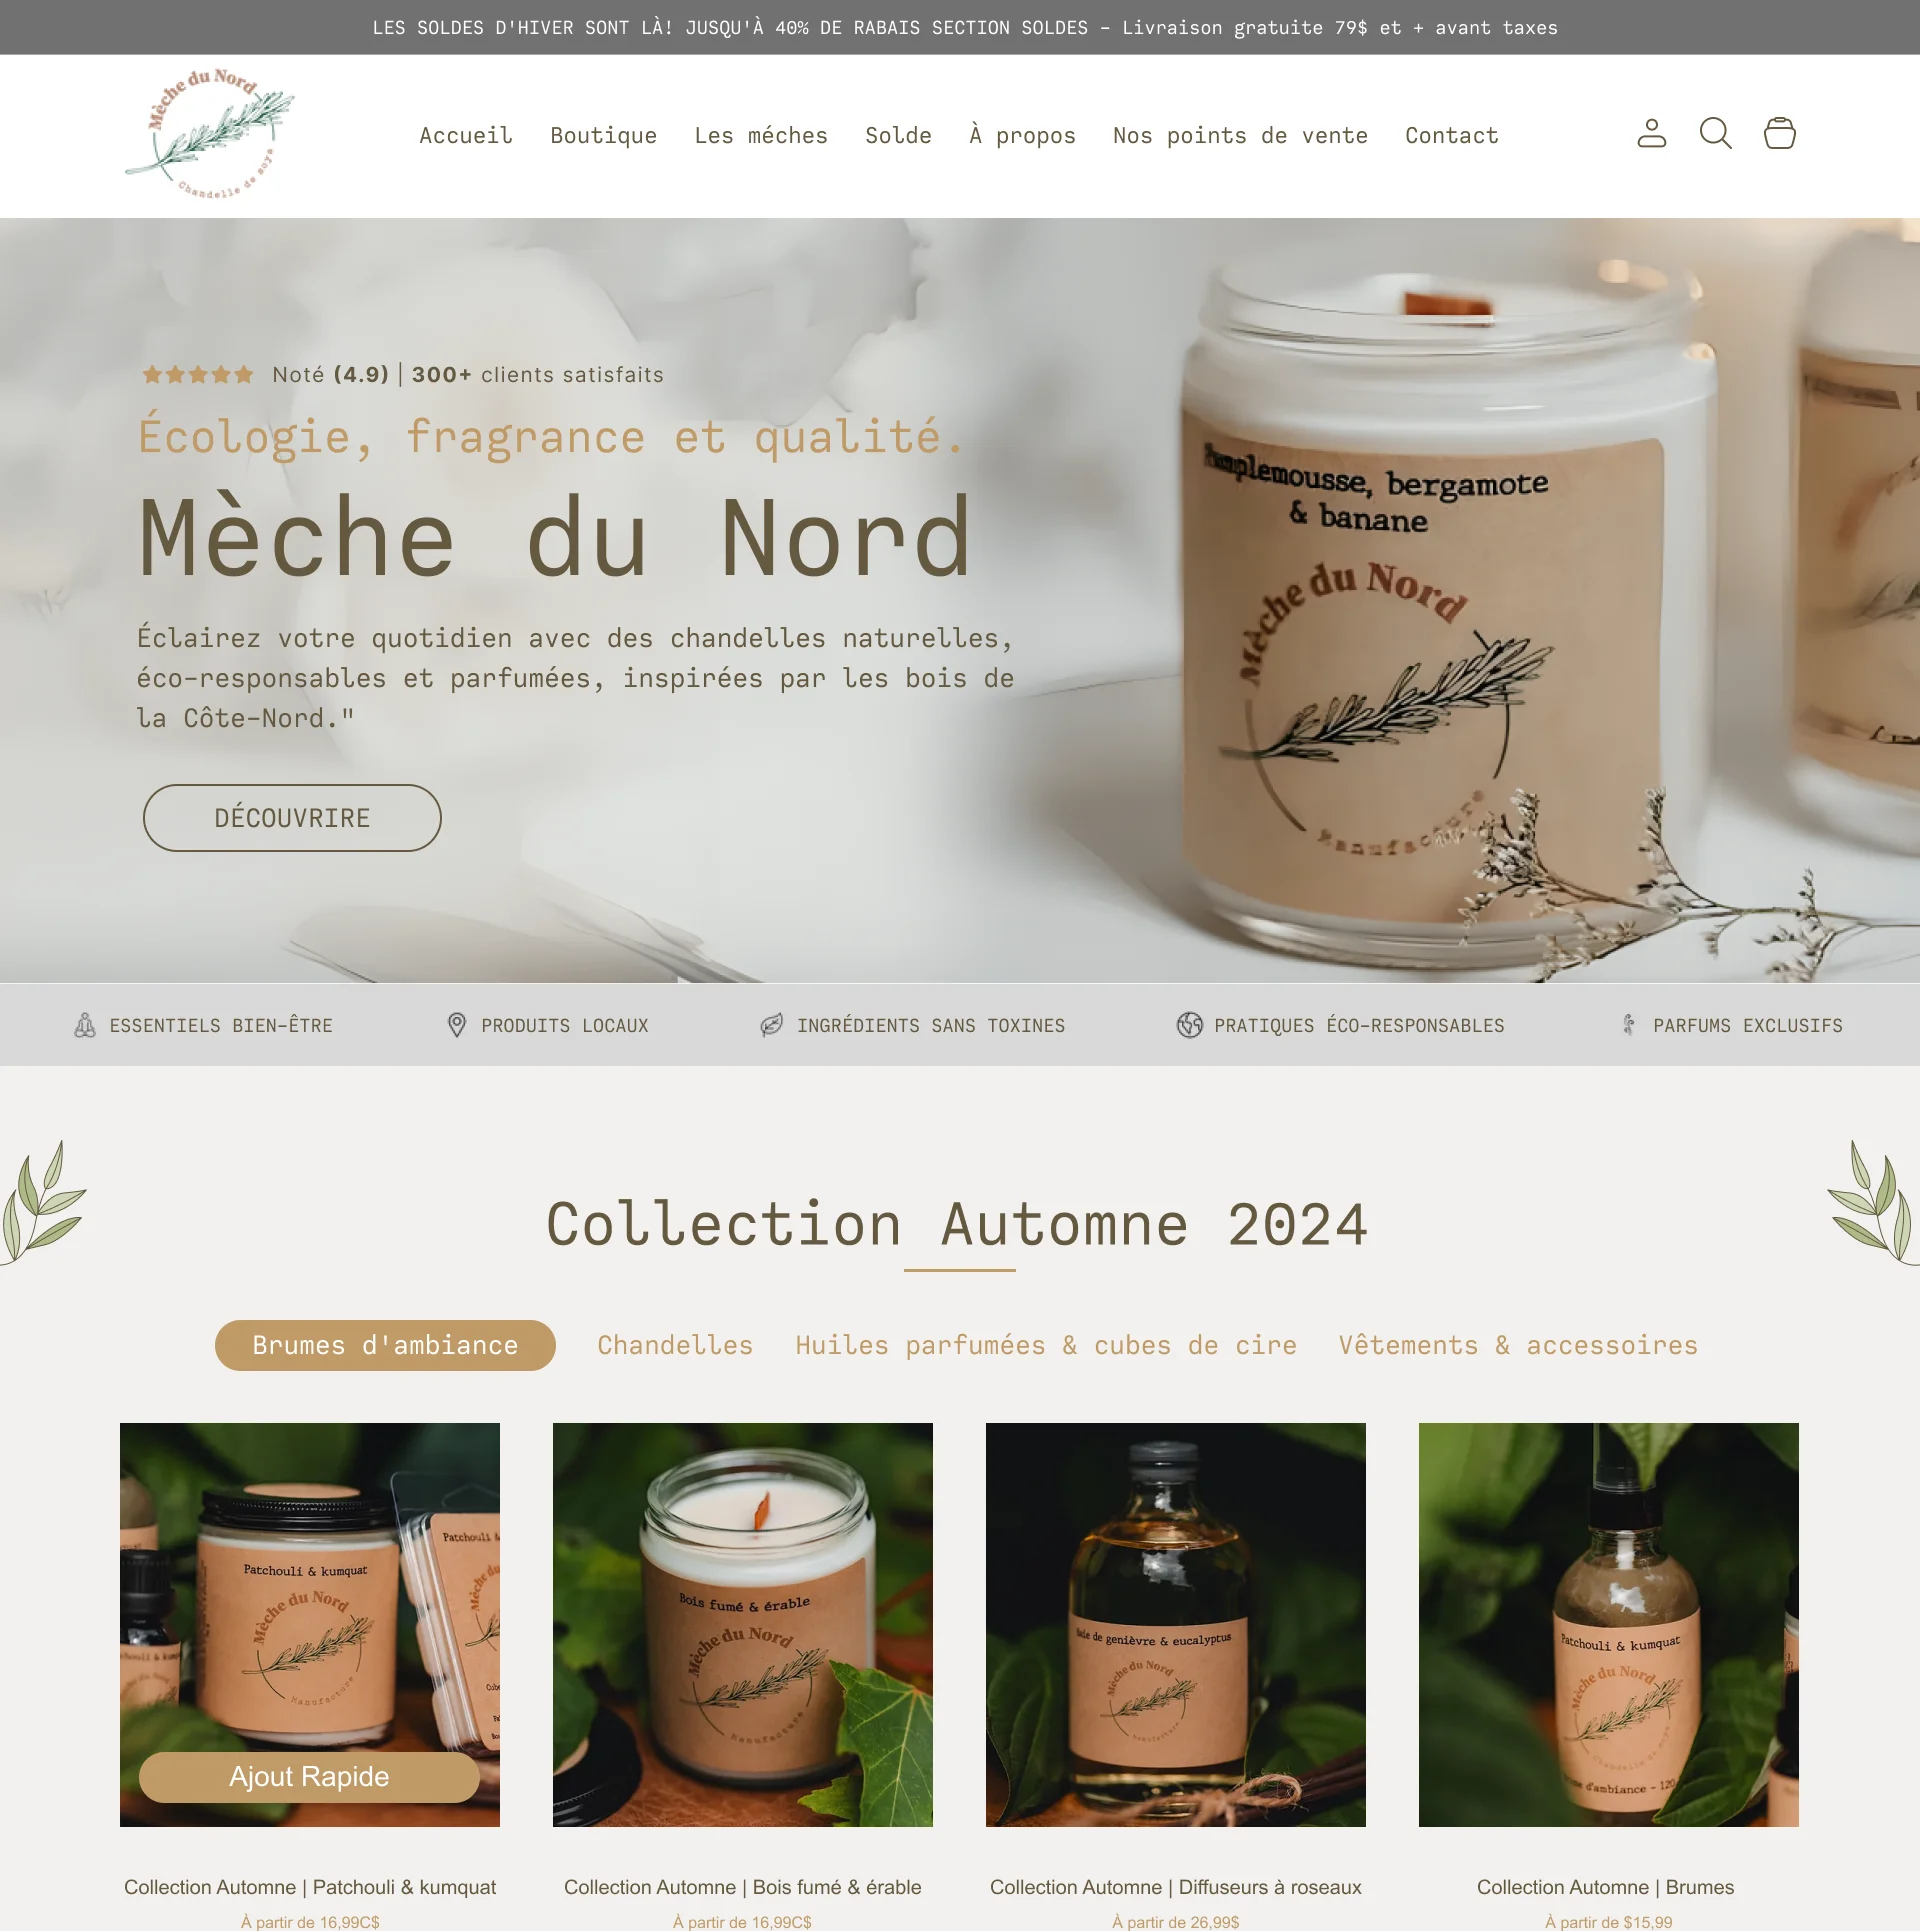 LES SOLDES D'HIVER SONT LÀ! JUSQU'À 40% DE RABAIS SECTION SOLDES - Livraison gratuite 79$ et + avant taxes
Mèche du Nord
Chandelle de soya
Accueil Boutique Les méches Solde À propos Nos points de vente Contact
Noté (4.9) | 300+ clients satisfaits
Écologie, fragrance et qualité.
Mèche du Nord
Éclairez votre quotidien avec des chandelles naturelles,
éco-responsables et parfumées, inspirées par les bois de
la Côte-Nord."
DÉCOUVRIRE
Pamplemousse, bergamote
& banane
Mèche du Nord
Manufacture
ESSENTIELS BIEN-ÊTRE PRODUITS LOCAUX INGRÉDIENTS SANS TOXINES PRATIQUES ÉCO-RESPONSABLES PARFUMS EXCLUSIFS
Collection Automne 2024
Brumes d'ambiance Chandelles Huiles parfumées & cubes de cire Vêtements & accessoires
Patchouli & kumquat
Mèche du Nord
Manufacture
Patchouli &
Ajout Rapide
Bois fumé & érable
Mèche du Nord
Manufacture
Baie de genièvre & eucalyptus
Mèche du Nord
Manufacture
Patchouli & kumquat
Mèche du Nord
Chandelle de soya
d'ambiance - 120
Collection Automne | Patchouli & kumquat
À partir de 16,99C$
Collection Automne | Bois fumé & érable
À partir de 16,99C$
Collection Automne | Diffuseurs à roseaux
À partir de 26,99$
Collection Automne | Brumes
À partir de $15,99